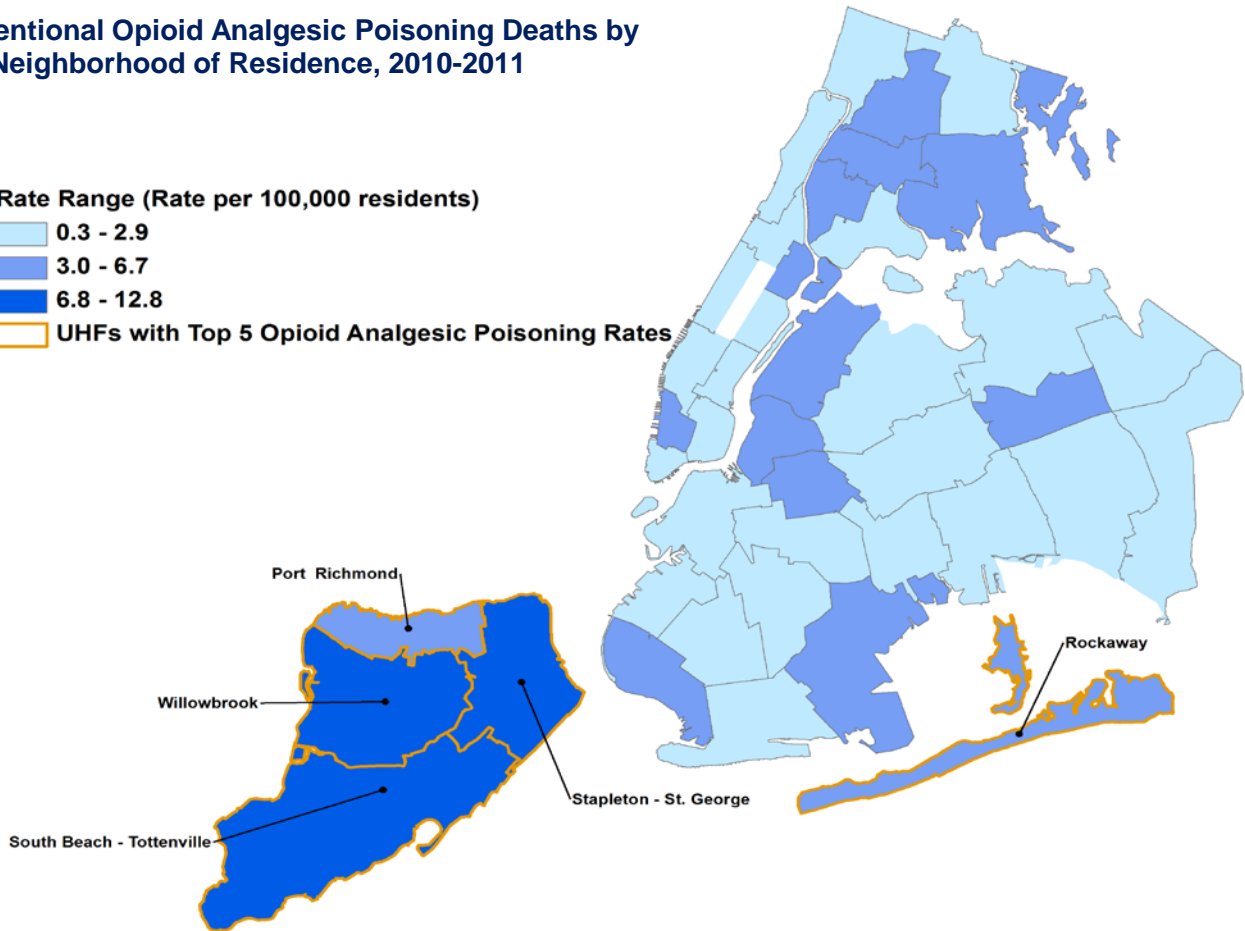 entional Opioid Analgesic Poisoning Deaths by
Neighborhood of Residence, 2010-2011
Rate Range (Rate per 100,000 residents)
0.3 - 2.9
3.0 - 6.7
6.8 - 12.8
UHFs with Top 5 Opioid Analgesic Poisoning Rates
Port Richmond
Rockaway
Willowbrook
Stapleton - St. George
South Beach - Tottenville